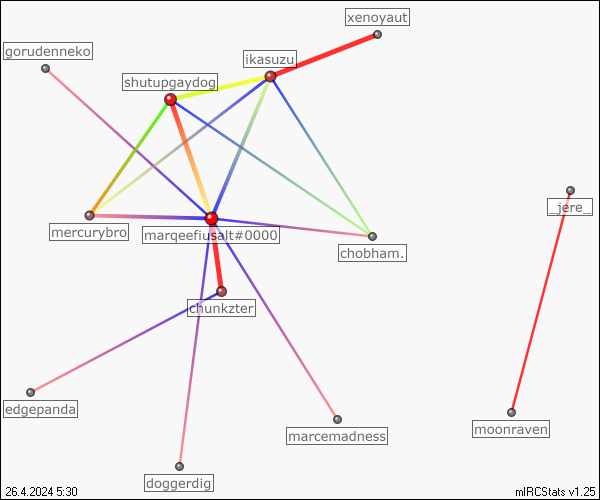 xenoyaut
gorudenneko
ikasuzu
shutupgaydog
_jere_
mercurybro
marqeefiusalt#0000
chobham.
chunkzter
edgepanda
moonraven
marcemadness
doggerdig
26.4.2024 5:30
mIRCStats v1.25